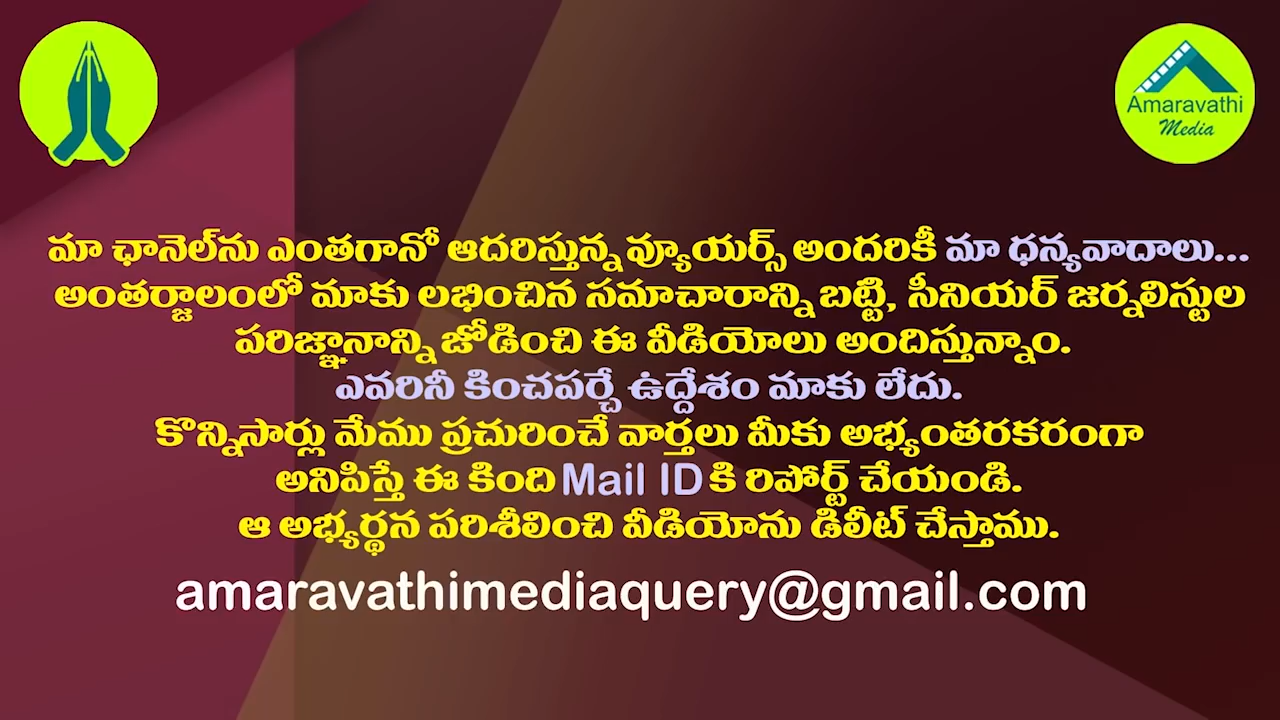 Amaravathi
Media
మా ఛానెల్‌ను ఎంతగానో ఆదరిస్తున్న వ్యూయర్స్ అందరికీ మా ధన్యవాదాలు...
అంతర్జాలంలో మాకు లభించిన సమాచారాన్ని బట్టి, సీనియర్ జర్నలిస్టుల
పరిజ్ఞానాన్ని జోడించి ఈ వీడియోలు అందిస్తున్నాం.
ఎవరినీ కించపర్చే ఉద్దేశం మాకు లేదు.
కొన్నిసార్లు మేము ప్రచురించే వార్తలు మీకు అభ్యంతరకరంగా
అనిపిస్తే ఈ కింది Mail ID కి రిపోర్ట్ చేయండి.
ఆ అభ్యర్థన పరిశీలించి వీడియోను డిలీట్ చేస్తాము.
amaravathimediaquery@gmail.com